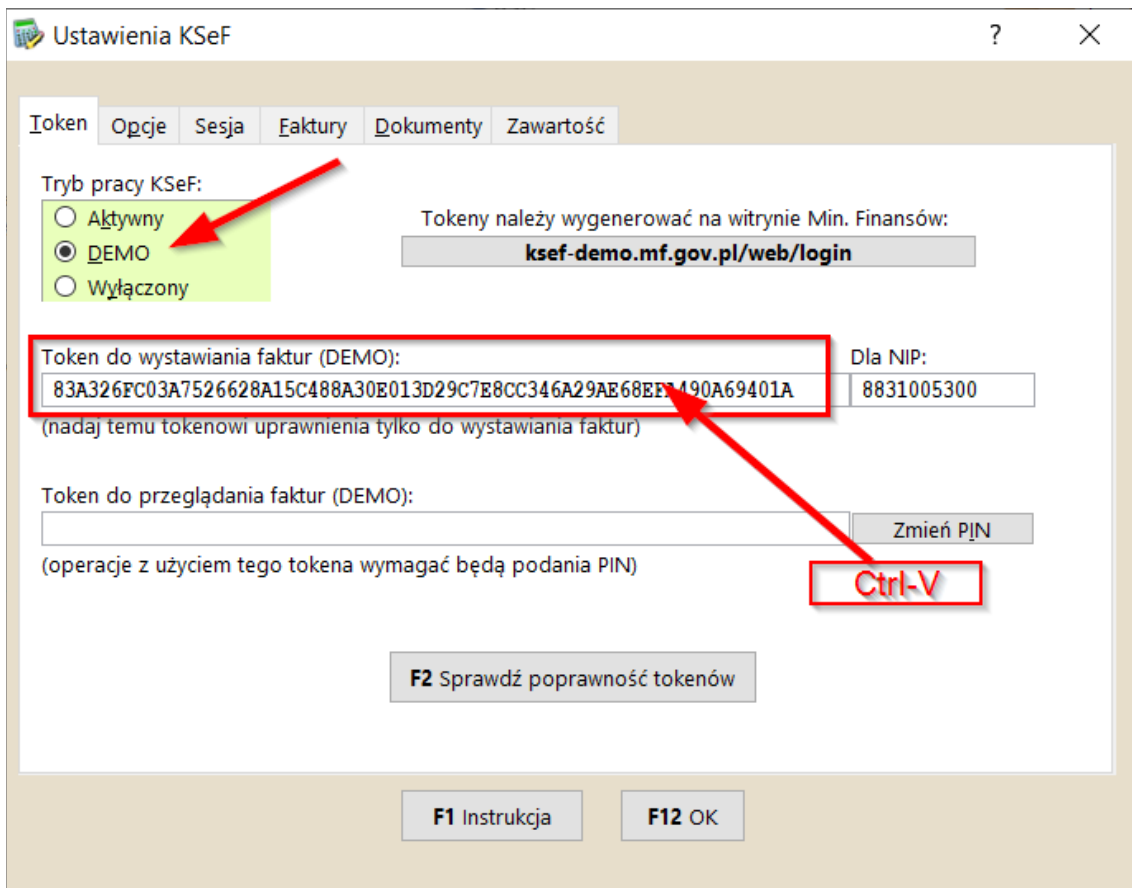 Ustawienia KSeF
Token Opcje Sesja Faktury Dokumenty Zawartość
Tryb pracy KSeF:
Aktywny
DEMO
Wyłączony
Tokeny należy wygenerować na witrynie Min. Finansów:
ksef-demo.mf.gov.pl/web/login
Token do wystawiania faktur (DEMO):
Dla NIP:
8831005300
(nadaj temu tokenowi uprawnienia tylko do wystawiania faktur)
Token do przeglądania faktur (DEMO):
Zmień PIN
(operacje z użyciem tego tokena wymagać będą podania PIN)
Ctrl-V
F2 Sprawdź poprawność tokenów
F1 Instrukcja
F12 OK